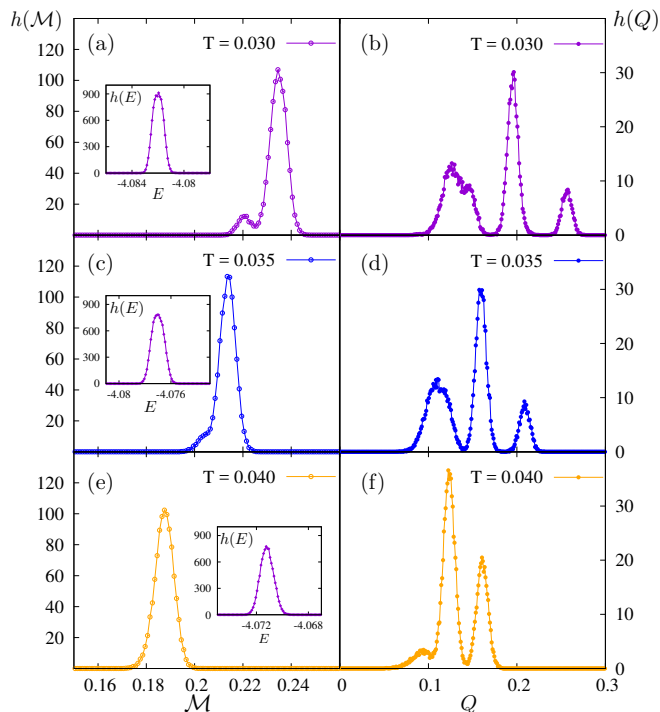 h(M) h(Q)
(a) T = 0.030
120
100
80
60
40
20
h(E)
900
600
300
0
-4.084 -4.08
E
(b) T = 0.030
30
20
10
0
(c) T = 0.035
120
100
80
60
40
20
h(E)
900
600
300
0
-4.08 -4.076
E
(d) T = 0.035
30
20
10
0
(e) T = 0.040
120
100
80
60
40
20
h(E)
900
600
300
0
-4.072 -4.068
E
(f) T = 0.040
30
20
10
0
0.16 0.18 0.2 0.22 0.24
M
0 0.1 0.2 0.3
Q